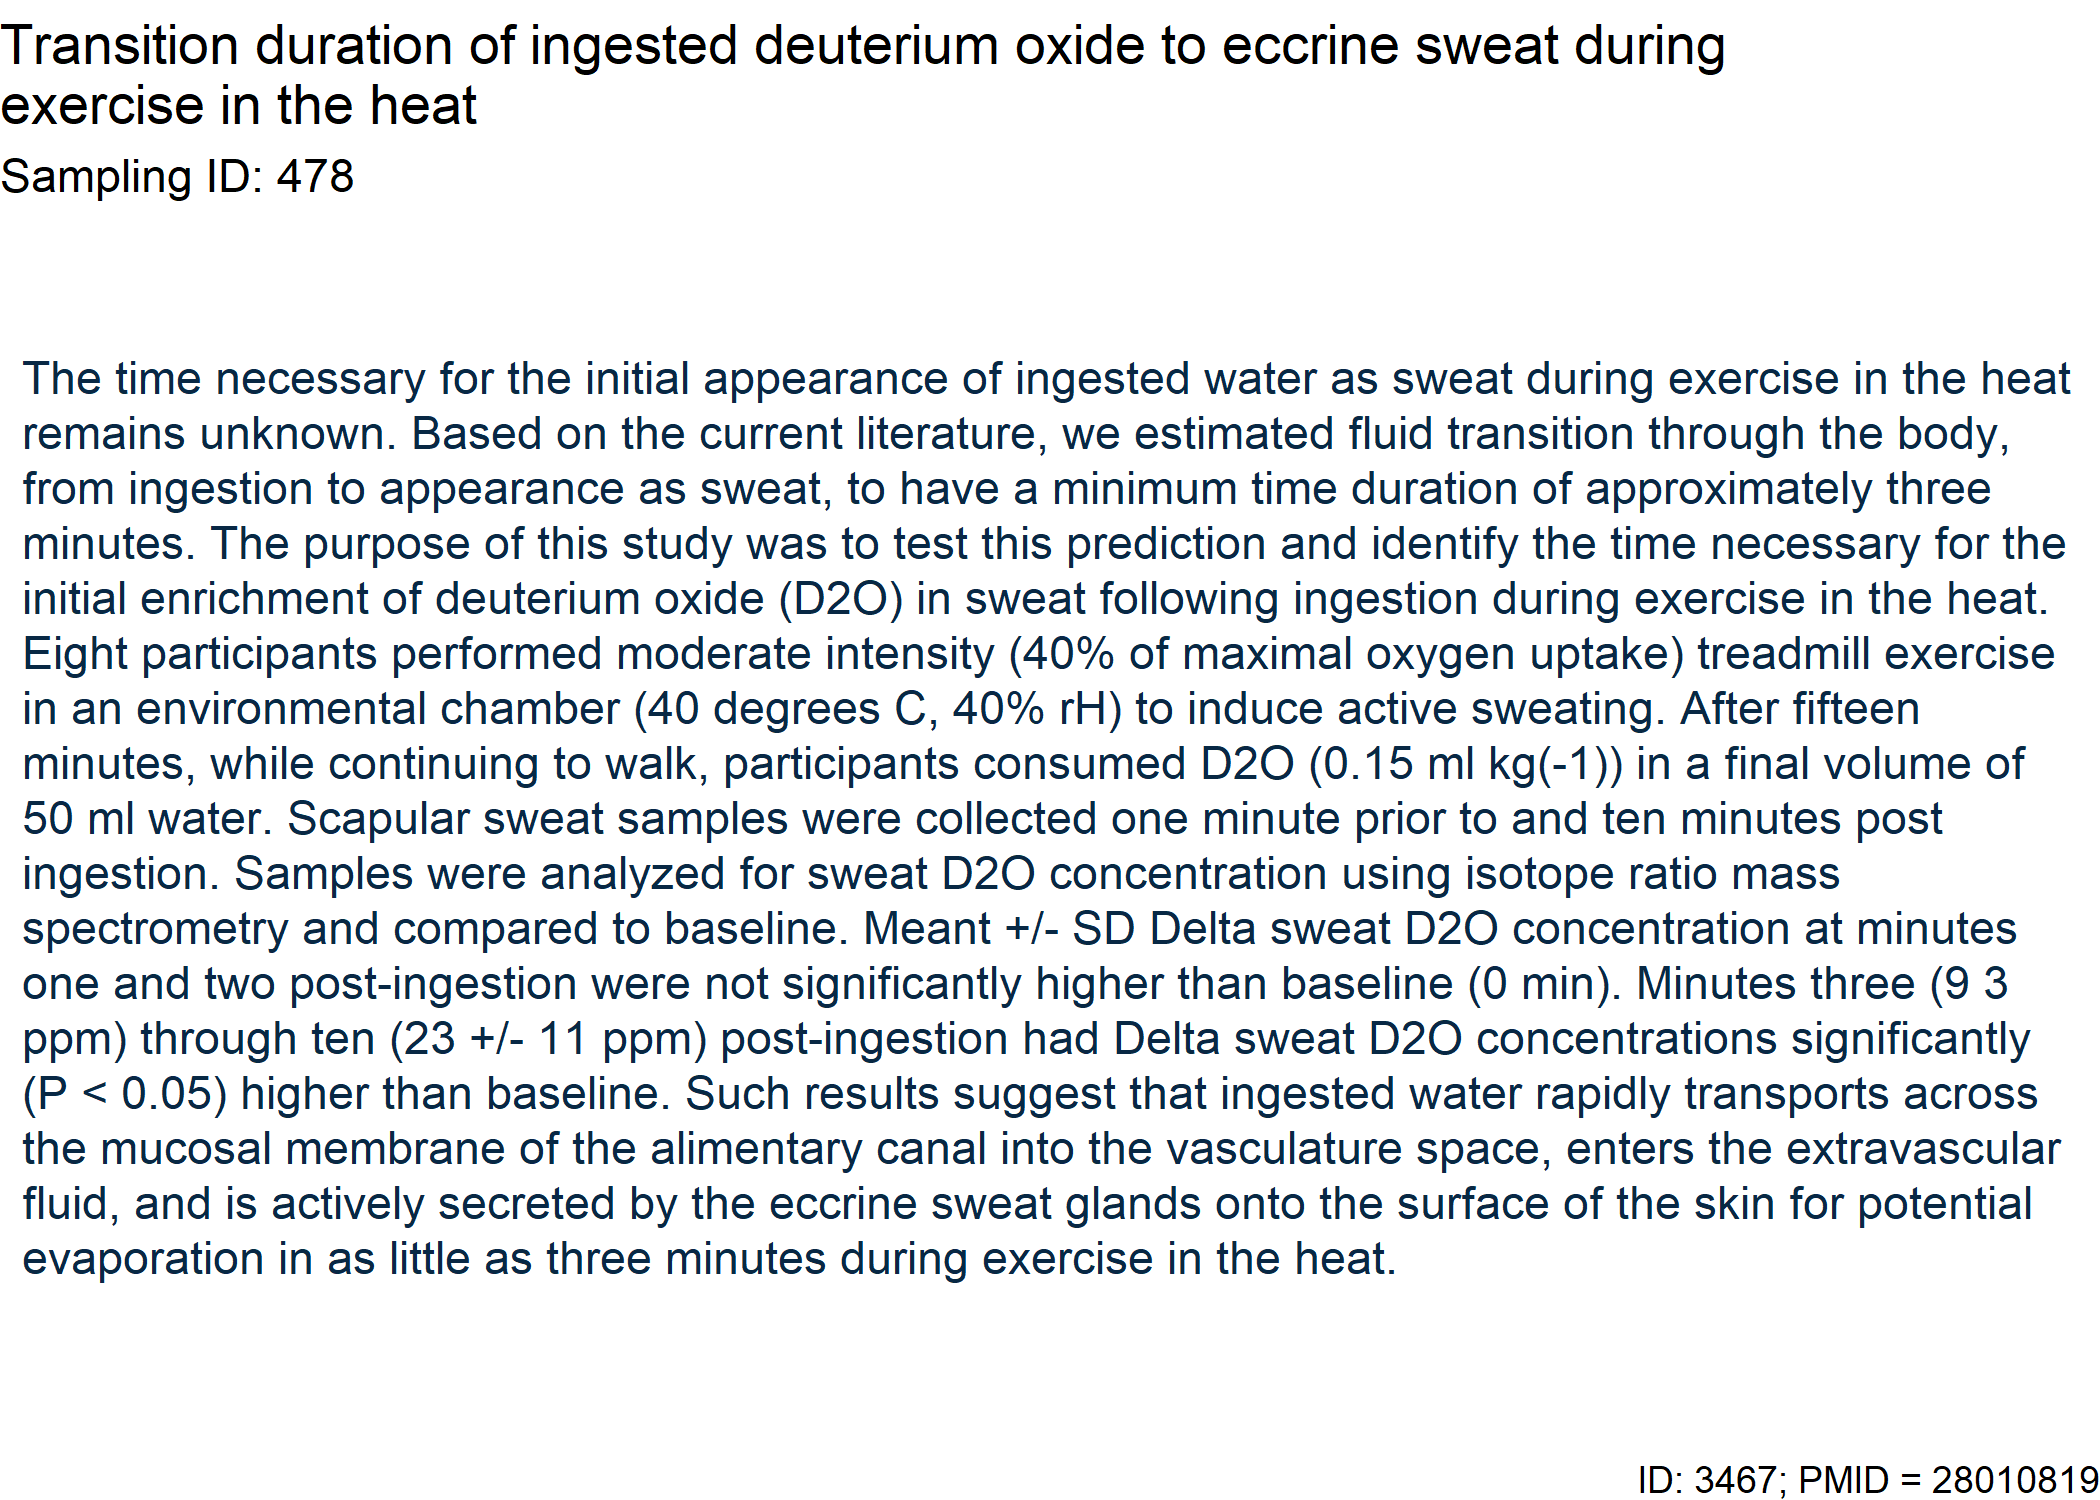 Transition duration of ingested deuterium oxide to eccrine sweat during
exercise in the heat
Sampling ID: 478
The time necessary for the initial appearance of ingested water as sweat during exercise in the heat
remains unknown. Based on the current literature, we estimated fluid transition through the body,
from ingestion to appearance as sweat, to have a minimum time duration of approximately three
minutes. The purpose of this study was to test this prediction and identify the time necessary for the
initial enrichment of deuterium oxide (D2O) in sweat following ingestion during exercise in the heat.
Eight participants performed moderate intensity (40% of maximal oxygen uptake) treadmill exercise
in an environmental chamber (40 degrees C, 40% rH) to induce active sweating. After fifteen
minutes, while continuing to walk, participants consumed D2O (0.15 ml kg(-1)) in a final volume of
50 ml water. Scapular sweat samples were collected one minute prior to and ten minutes post
ingestion. Samples were analyzed for sweat D2O concentration using isotope ratio mass
spectrometry and compared to baseline. Meant +/- SD Delta sweat D2O concentration at minutes
one and two post-ingestion were not significantly higher than baseline (0 min). Minutes three (9 3
ppm) through ten (23 +/- 11 ppm) post-ingestion had Delta sweat D2O concentrations significantly
(P < 0.05) higher than baseline. Such results suggest that ingested water rapidly transports across
the mucosal membrane of the alimentary canal into the vasculature space, enters the extravascular
fluid, and is actively secreted by the eccrine sweat glands onto the surface of the skin for potential
evaporation in as little as three minutes during exercise in the heat.
ID: 3467; PMID = 28010819